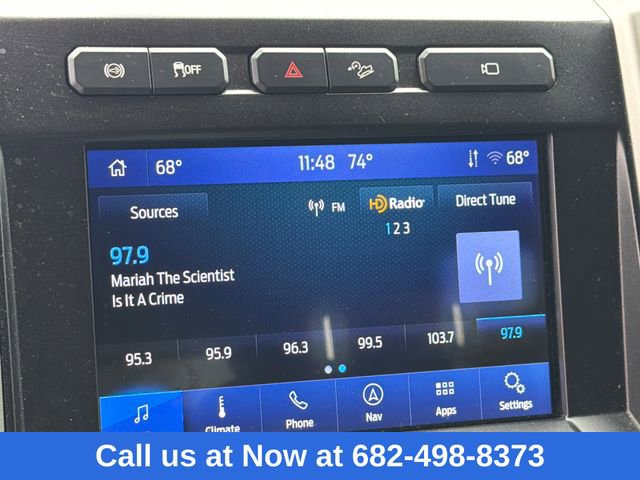 OFF
68° 11:48 74° 68°
Sources FM HD Radio Direct Tune
1 2 3
97.9
Mariah The Scientist
Is It A Crime
95.3 95.9 96.3 99.5 103.7 97.9
Climate Phone Nav Apps Settings
Call us at Now at 682-498-8373